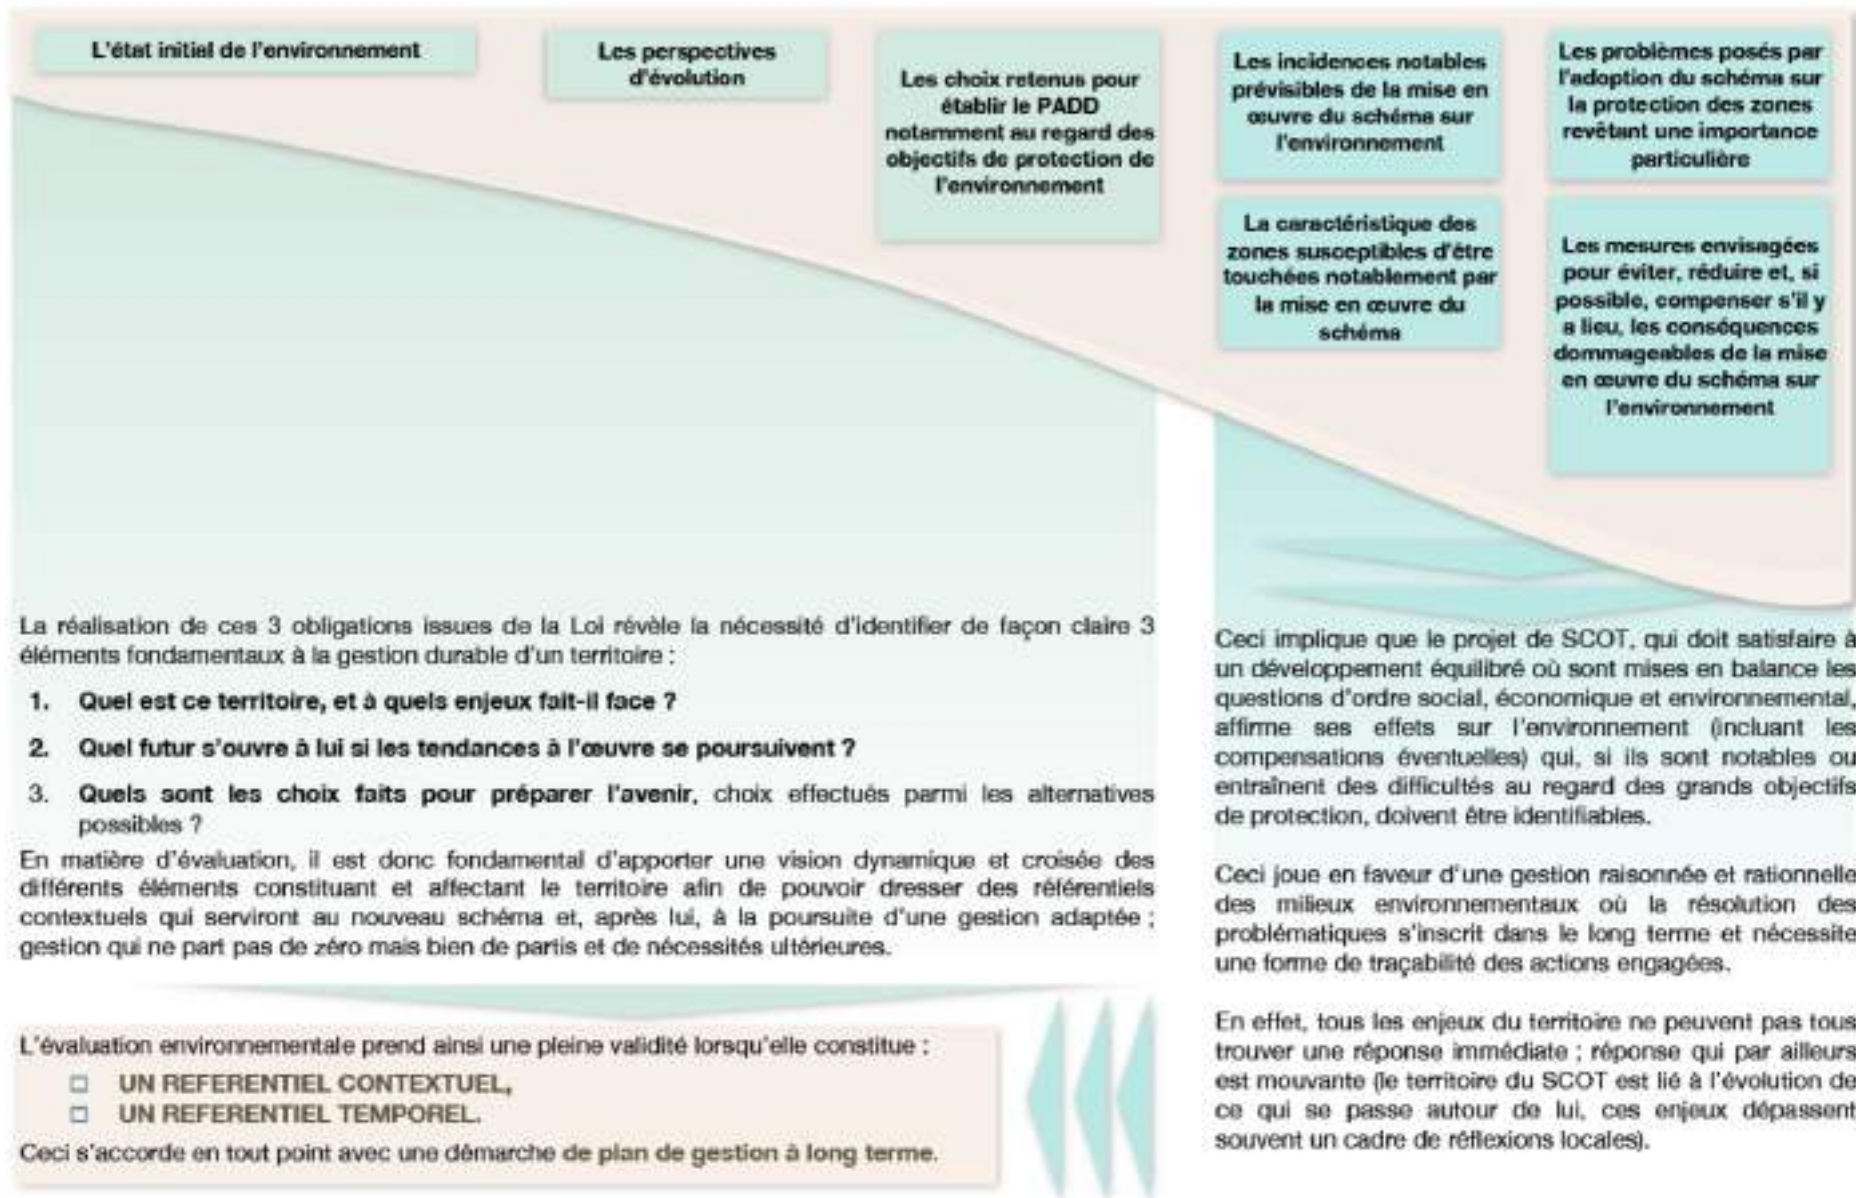 L'état initial de l'environnement
Les perspectives
d'évolution
Les choix retenus pour
établir le PADD
notamment au regard des
objectifs de protection de
l'environnement
Les incidences notables
prévisibles de la mise en
œuvre du schéma sur
l'environnement
Les problèmes posés par
l'adoption du schéma sur
la protection des zones
revêtant une importance
particulière
La caractéristique des
zones susceptibles d'être
touchées notablement par
la mise en œuvre du
schéma
Les mesures envisagées
pour éviter, réduire et, si
possible, compenser s'il y
a lieu, les conséquences
dommageables de la mise
en œuvre du schéma sur
l'environnement
La réalisation de ces 3 obligations issues de la Loi révèle la nécessité d'identifier de façon claire 3
éléments fondamentaux à la gestion durable d'un territoire :
1. Quel est ce territoire, et à quels enjeux fait-il face ?
2. Quel futur s'ouvre à lui si les tendances à l'œuvre se poursuivent ?
3. Quels sont les choix faits pour préparer l'avenir, choix effectués parmi les alternatives
possibles ?
En matière d'évaluation, il est donc fondamental d'apporter une vision dynamique et croisée des
différents éléments constituant et affectant le territoire afin de pouvoir dresser des référentiels
contextuels qui serviront au nouveau schéma et, après lui, à la poursuite d'une gestion adaptée ;
gestion qui ne part pas de zéro mais bien de partis et de nécessités ultérieures.
L'évaluation environnementale prend ainsi une pleine validité lorsqu'elle constitue :
□ UN REFERENTIEL CONTEXTUEL,
□ UN REFERENTIEL TEMPOREL.
Ceci s'accorde en tout point avec une démarche de plan de gestion à long terme.
Ceci implique que le projet de SCOT, qui doit satisfaire à
un développement équilibré où sont mises en balance les
questions d'ordre social, économique et environnemental,
affirme ses effets sur l'environnement (incluant les
compensations éventuelles) qui, si ils sont notables ou
entraînent des difficultés au regard des grands objectifs
de protection, doivent être identifiables.
Ceci joue en faveur d'une gestion raisonnée et rationnelle
des milieux environnementaux où la résolution des
problématiques s'inscrit dans le long terme et nécessite
une forme de traçabilité des actions engagées.
En effet, tous les enjeux du territoire ne peuvent pas tous
trouver une réponse immédiate ; réponse qui par ailleurs
est mouvante (le territoire du SCOT est lié à l'évolution de
ce qui se passe autour de lui, ces enjeux dépassent
souvent un cadre de réflexions locales).